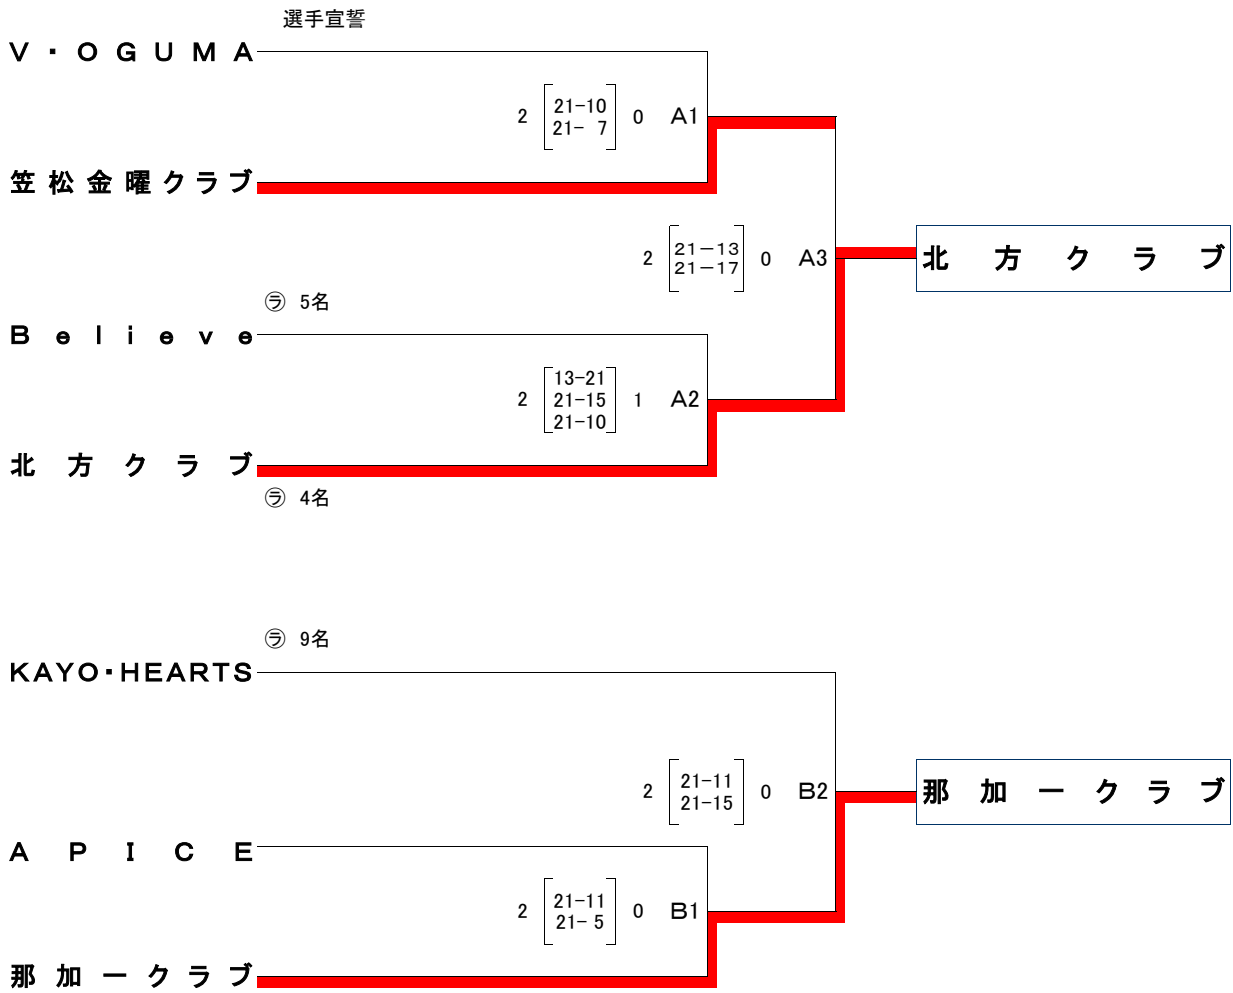 選手宣誓
V・OGUMA
2 21-10 0 A1
21- 7
笠松金曜クラブ
2 21-13 0 A3
21-17
北方クラブ
㋶ 5名
Believe
13-21
2 21-15 1 A2
21-10
北方クラブ
㋶ 4名
㋶ 9名
KAYO・HEARTS
2 21-11 0 B2
21-15
那加一クラブ
APICE
2 21-11 0 B1
21- 5
那加一クラブ